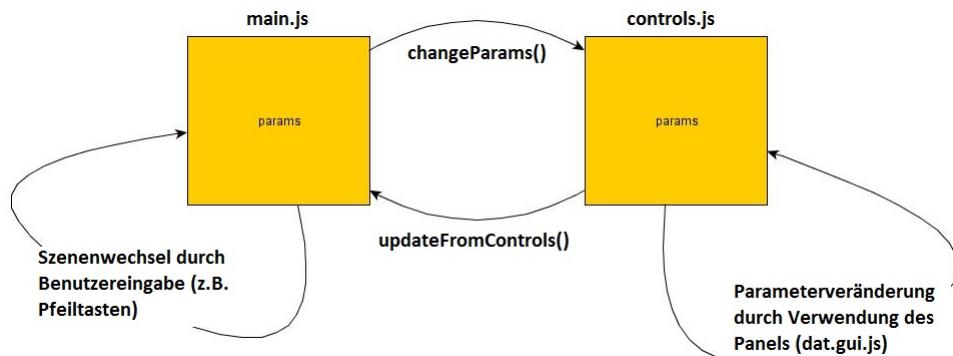 main.js
controls.js
changeParams()
params
params
updateFromControls()
Szenenwechsel durch
Benutzereingabe (z.B.
Pfeiltasten)
Parameterveränderung
durch Verwendung des
Panels (dat.gui.js)